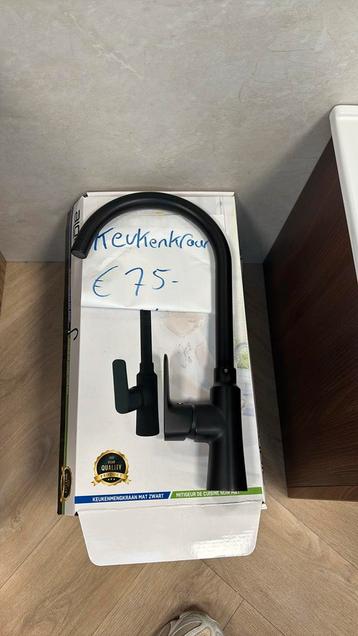 Keukenkraan
€ 75-
QUALITY
KEUKENMENGKRAAN MAT ZWART
MITIGEUR DE CUISINE NOIR MAT